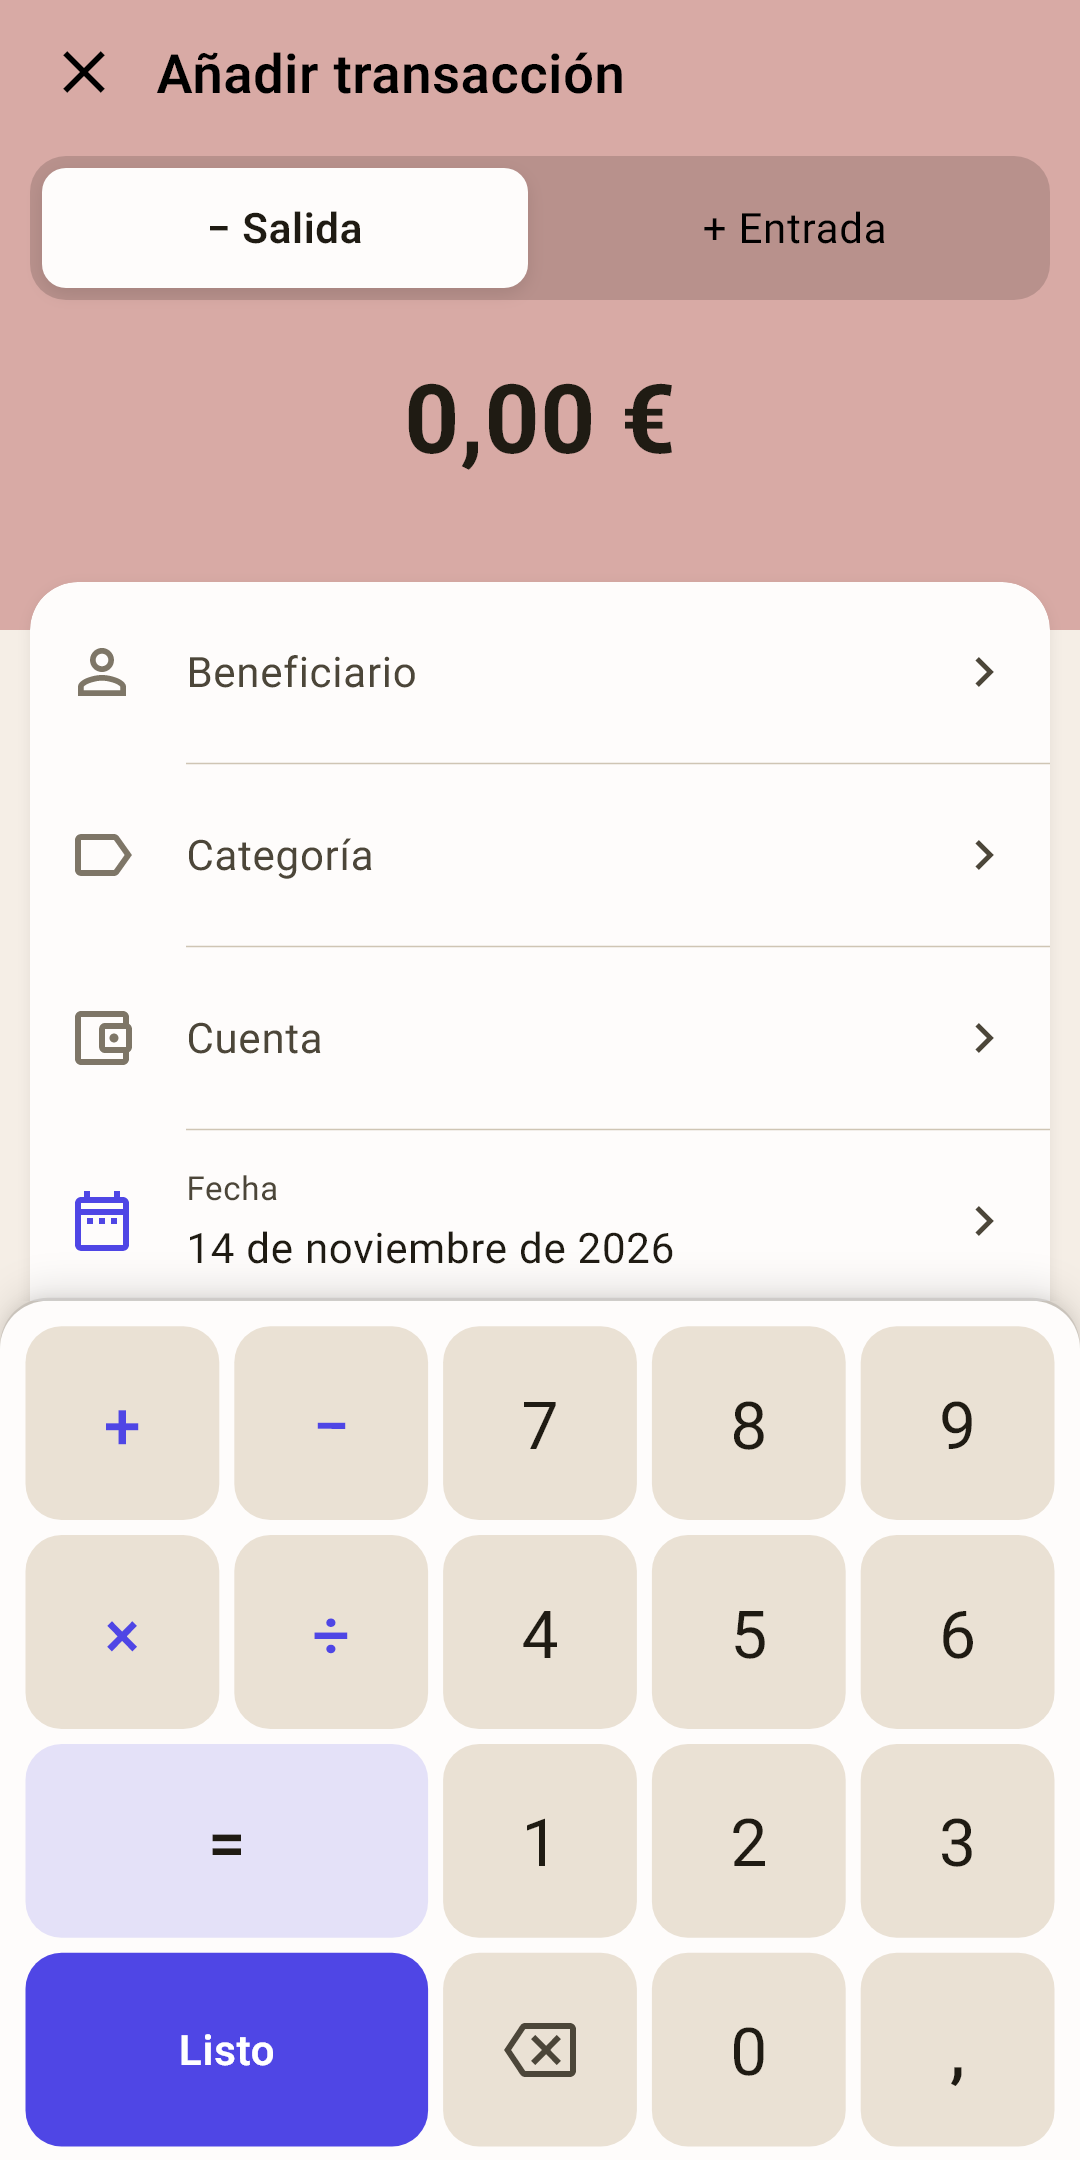 Añadir transacción
− Salida
+ Entrada
0,00 €
Beneficiario
Categoría
Cuenta
Fecha
14 de noviembre de 2026
+ − 7 8 9
× ÷ 4 5 6
= 1 2 3
Listo 0 ,